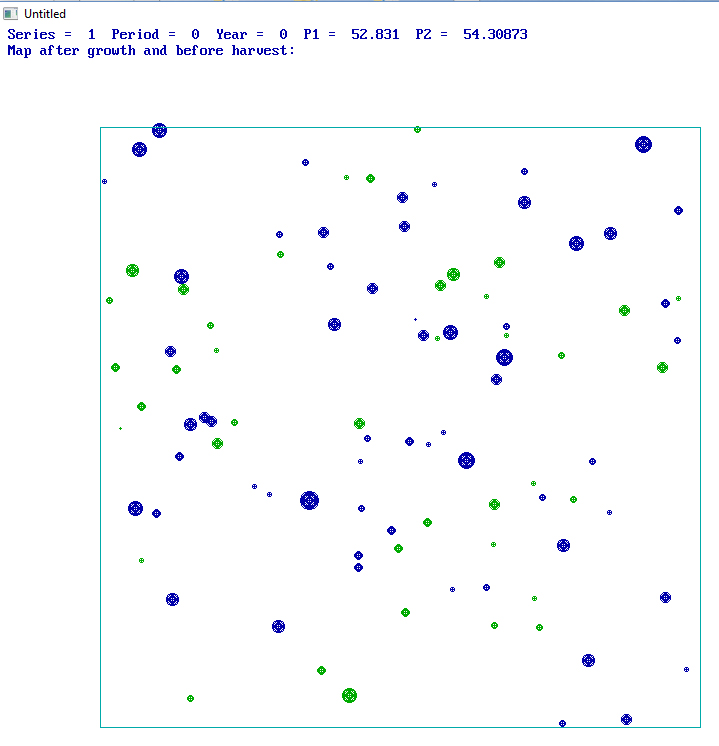 Untitled
Series = 1 Period = 0 Year = 0 P1 = 52.831 P2 = 54.30873
Map after growth and before harvest: